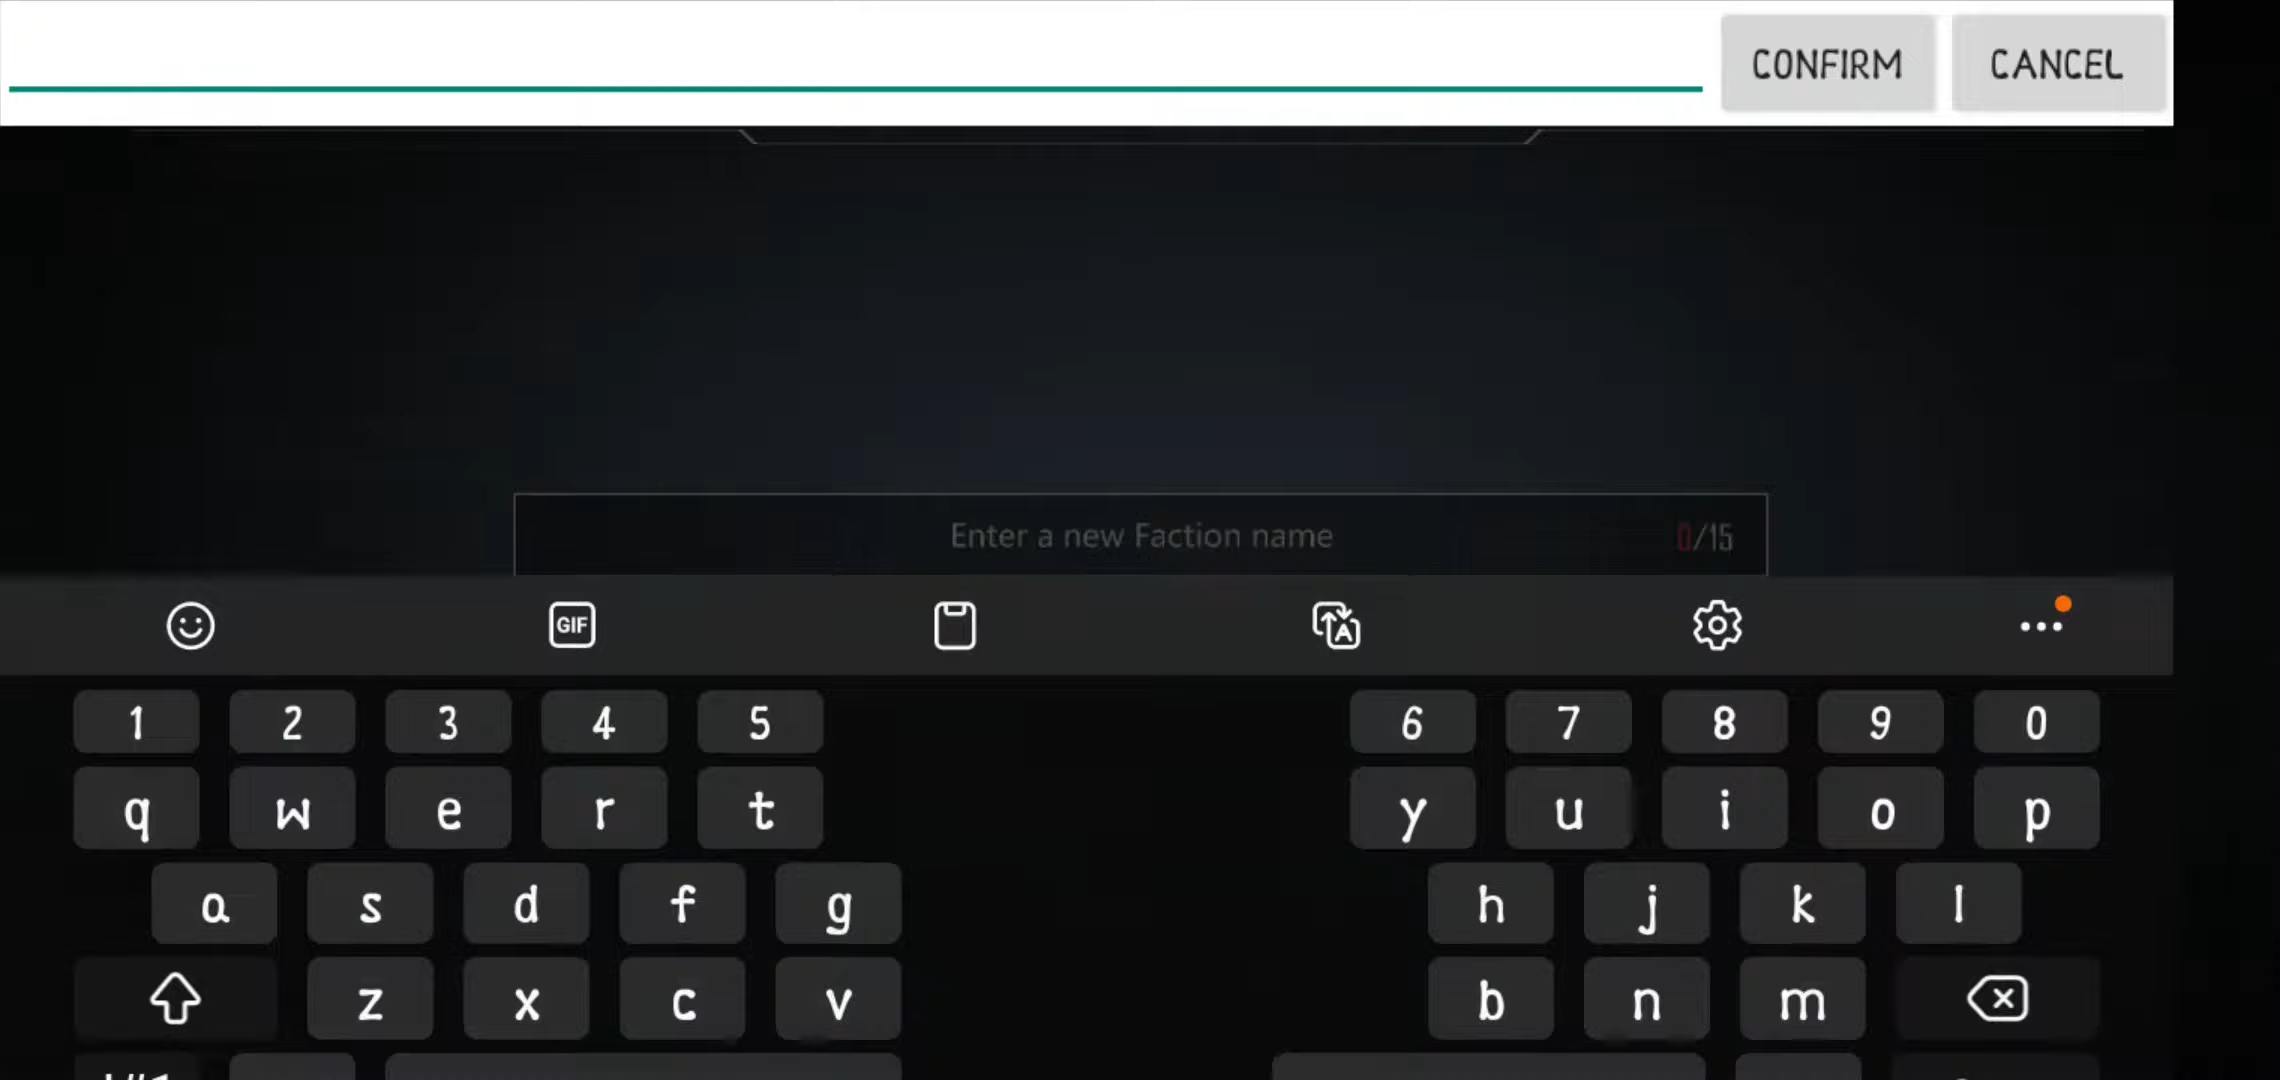 CONFIRM CANCEL
Enter a new Faction name 0/15
GIF A
1 2 3 4 5 6 7 8 9 0
q w e r t y u i o p
a s d f g h j k l
z x c v b n m